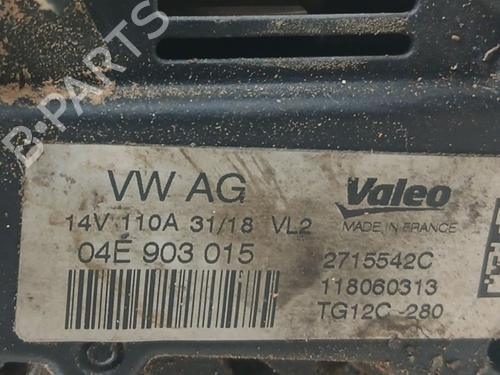 B-PARTS
VW AG
14V 110A 31/18 VL2
04E 903 015
Valeo
MADE IN FRANCE
2715542C
118060313
TG12C -280